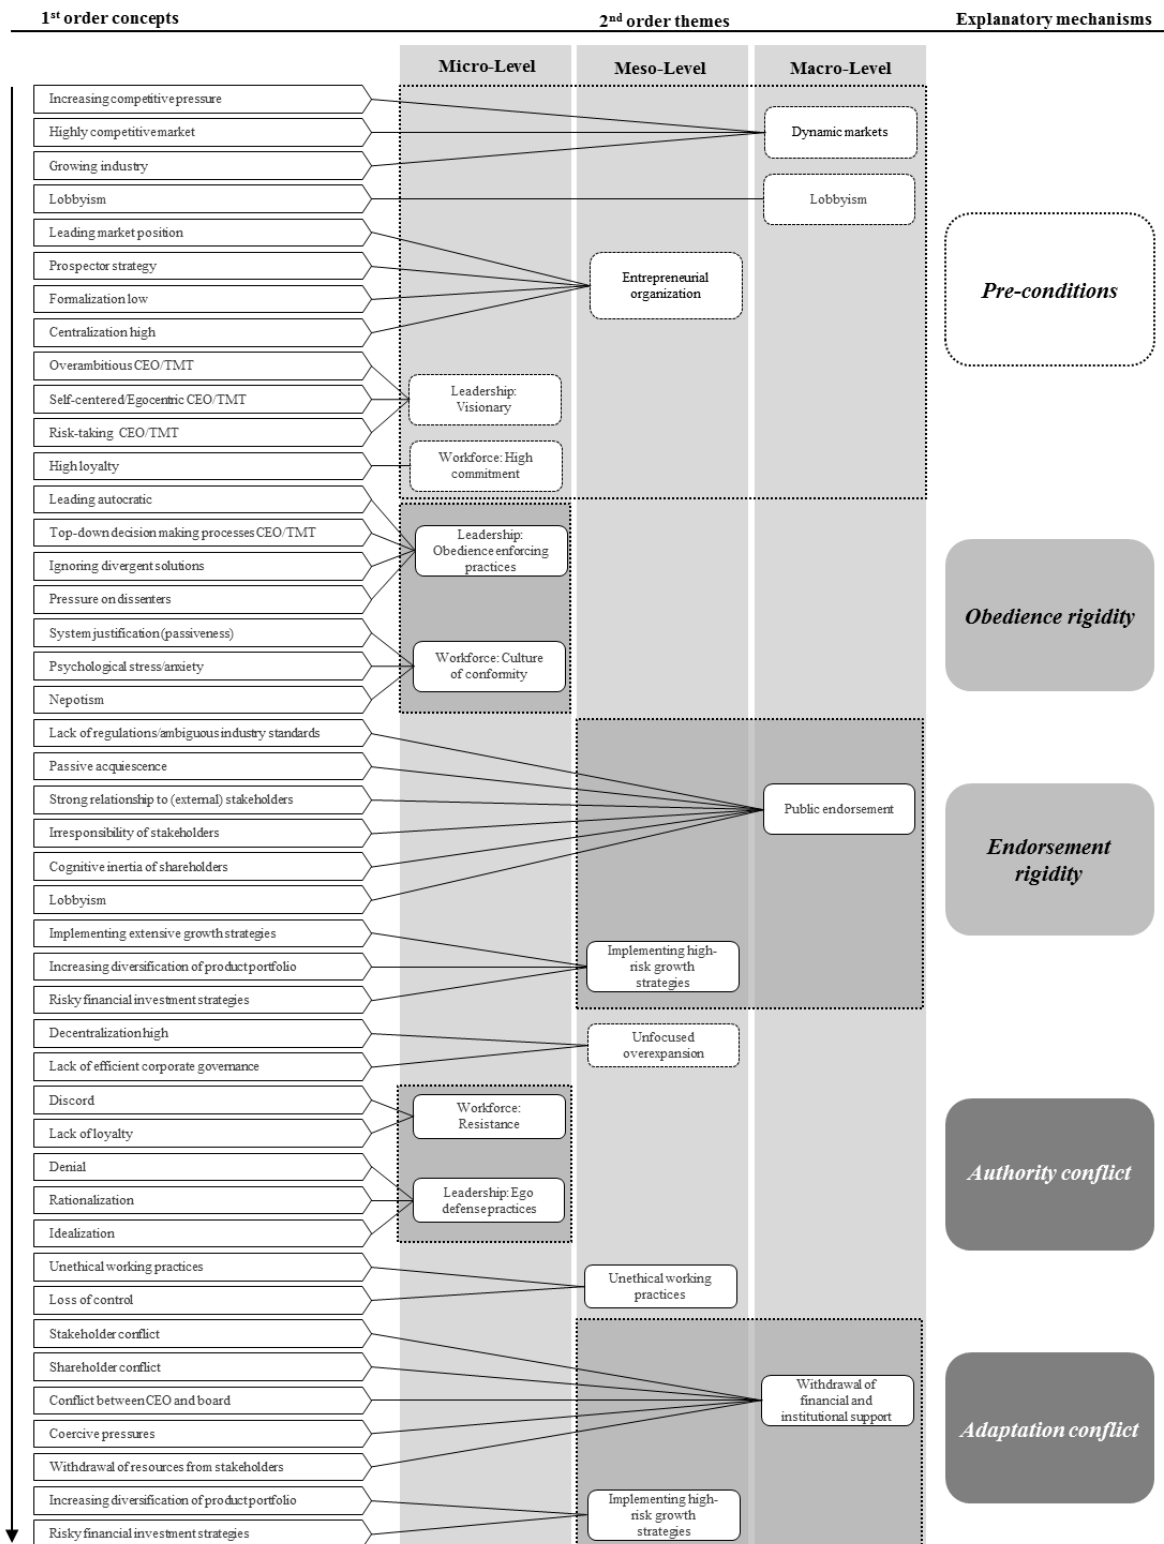 1st order concepts
2nd order themes
Explanatory mechanisms
Micro-Level
Meso-Level
Macro-Level
Increasing competitive pressure
Highly competitive market
Growing industry
Lobbyism
Leading market position
Prospector strategy
Formalization low
Centralization high
Overambitious CEO/TMT
Self-centered/Egocentric CEO/TMT
Risk-taking CEO/TMT
High loyalty
Leading autocratic
Top-down decision making processes CEO/TMT
Ignoring divergent solutions
Pressure on dissenters
System justification (passiveness)
Psychological stress/anxiety
Nepotism
Lack of regulations/ambiguous industry standards
Passive acquiescence
Strong relationship to (external) stakeholders
Irresponsibility of stakeholders
Cognitive inertia of shareholders
Lobbyism
Implementing extensive growth strategies
Increasing diversification of product portfolio
Risky financial investment strategies
Decentralization high
Lack of efficient corporate governance
Discord
Lack of loyalty
Denial
Rationalization
Idealization
Unethical working practices
Loss of control
Stakeholder conflict
Shareholder conflict
Conflict between CEO and board
Coercive pressures
Withdrawal of resources from stakeholders
Increasing diversification of product portfolio
Risky financial investment strategies
Dynamic markets
Lobbyism
Entrepreneurial
organization
Leadership:
Visionary
Workforce: High
commitment
Leadership:
Obedience enforcing
practices
Workforce: Culture
of conformity
Public endorsement
Implementing high-
risk growth
strategies
Unfocused
overexpansion
Workforce:
Resistance
Leadership: Ego
defense practices
Unethical working
practices
Withdrawal of
financial and
institutional support
Implementing high-
risk growth
strategies
Pre-conditions
Obedience rigidity
Endorsement
rigidity
Authority conflict
Adaptation conflict